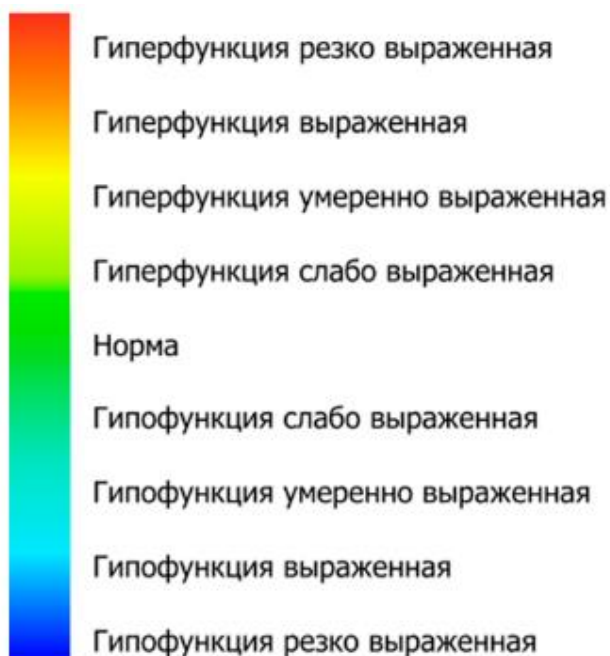 Гиперфункция резко выраженная
Гиперфункция выраженная
Гиперфункция умеренно выраженная
Гиперфункция слабо выраженная
Норма
Гипофункция слабо выраженная
Гипофункция умеренно выраженная
Гипофункция выраженная
Гипофункция резко выраженная